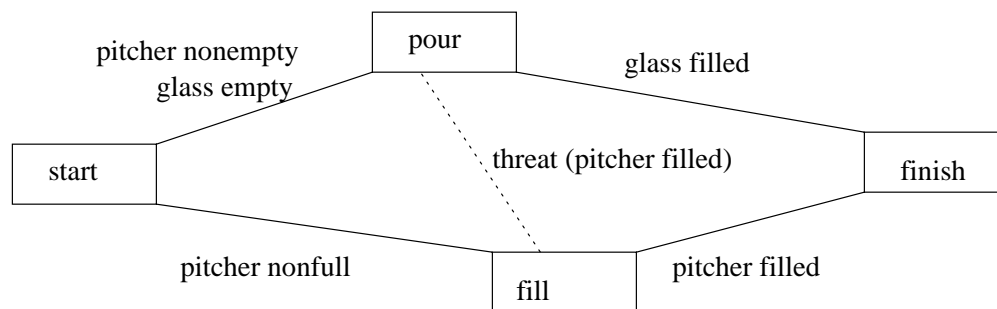 pour
pitcher nonempty
glass empty
glass filled
start
threat (pitcher filled)
finish
pitcher nonfull
fill
pitcher filled